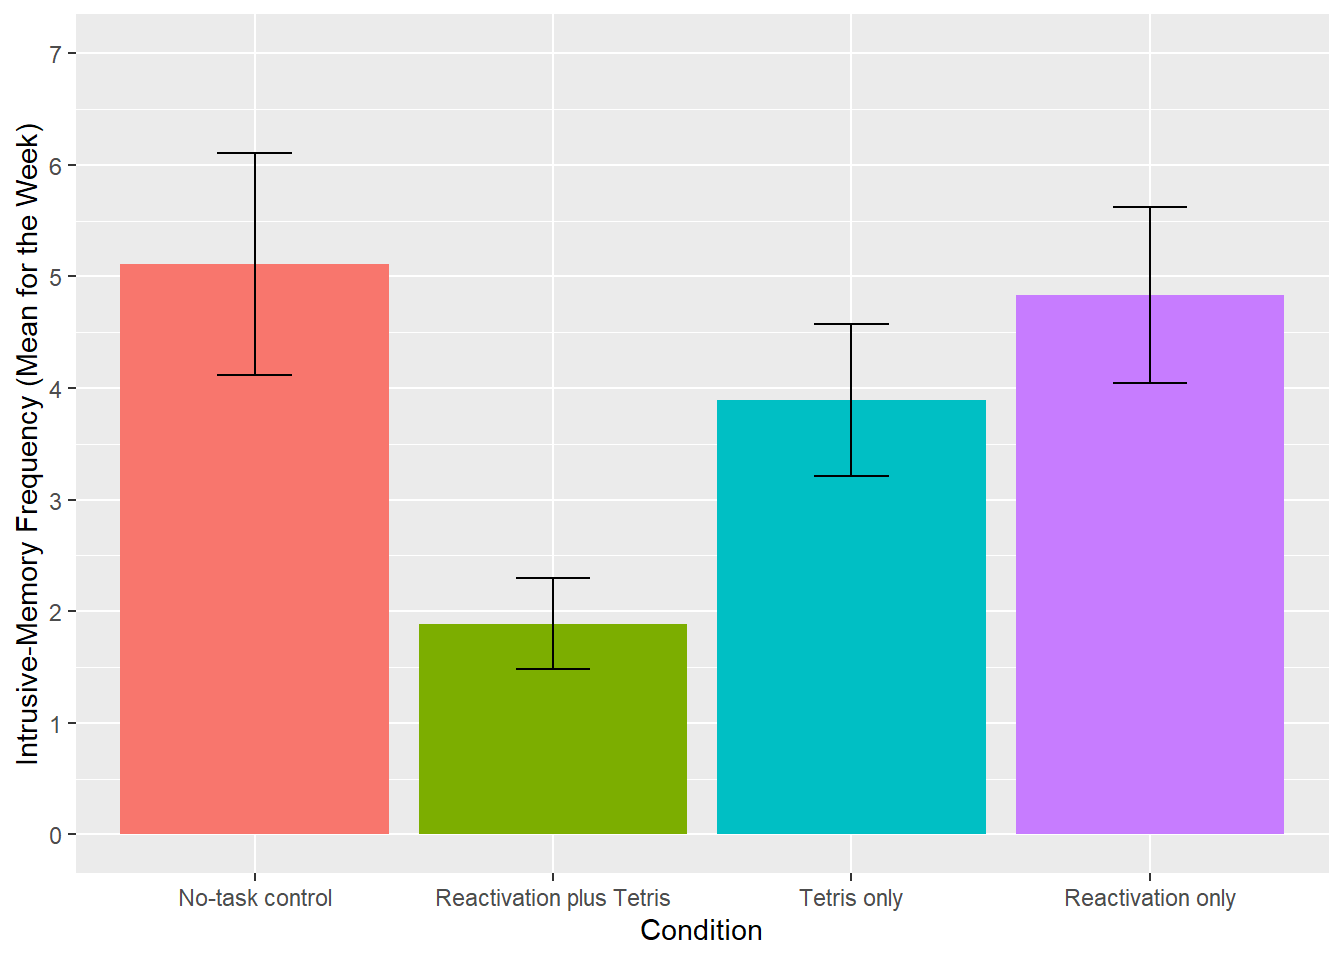 Intrusive-Memory Frequency (Mean for the Week)
7
6
5
4
3
2
1
0
No-task control
Reactivation plus Tetris
Tetris only
Reactivation only
Condition